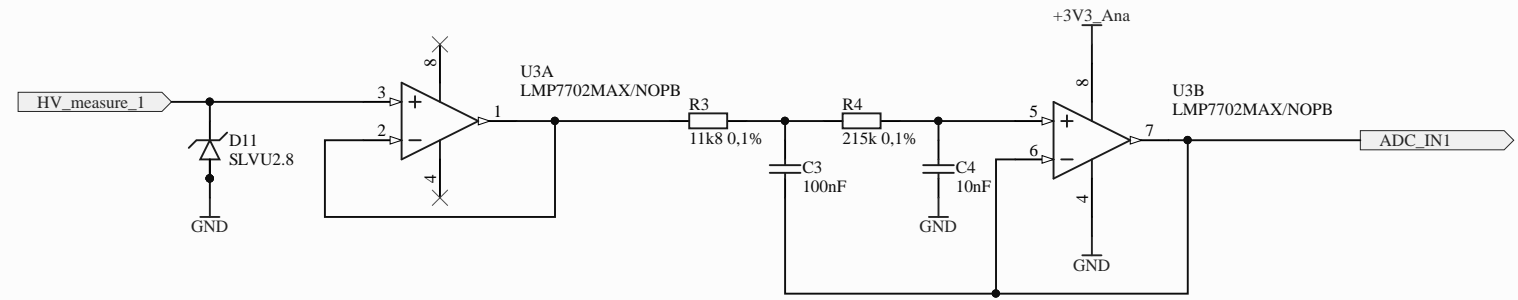 +3V3_Ana
HV_measure_1
3
2
8
4
1
U3A
LMP7702MAX/NOPB
D11
SLVU2.8
GND
R3
11k8 0,1%
C3
100nF
R4
215k 0,1%
C4
10nF
GND
5
6
8
4
7
U3B
LMP7702MAX/NOPB
GND
ADC_IN1